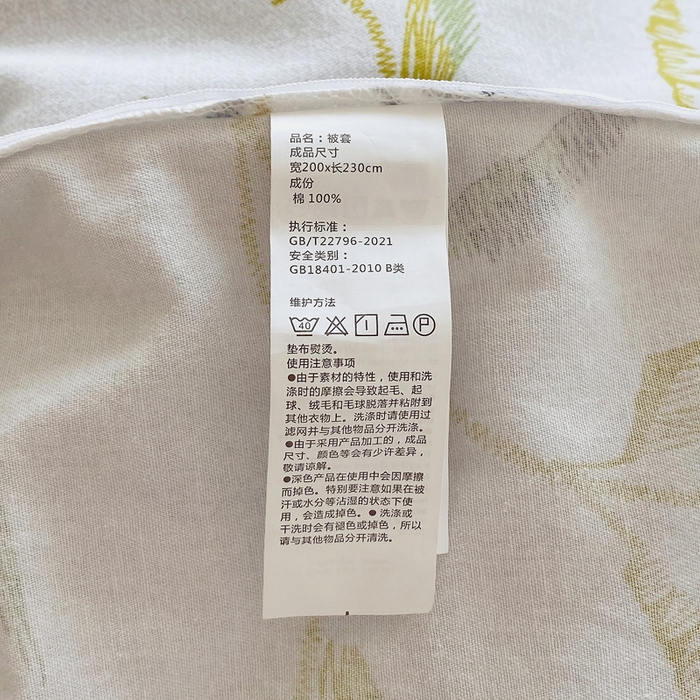 品名：被套
成品尺寸
宽200x长230cm
成份
棉 100%
执行标准：
GB/T22796-2021
安全类别：
GB18401-2010 B类
维护方法
40
P
垫布熨烫。
使用注意事项
●由于素材的特性，使用和洗
涤时的摩擦会导致起毛、起
球、绒毛和毛球脱落并粘附到
其他衣物上。洗涤时请使用过
滤网并与其他物品分开洗涤。
●由于采用产品加工的，成品
尺寸、颜色等会有少许差异，
敬请谅解。
●深色产品在使用中会因摩擦
而掉色。特别要注意如果在被
汗或水分等沾湿的状态下使
用，会造成掉色。● 洗涤或
干洗时会有褪色或掉色，所以
请与其他物品分开清洗。